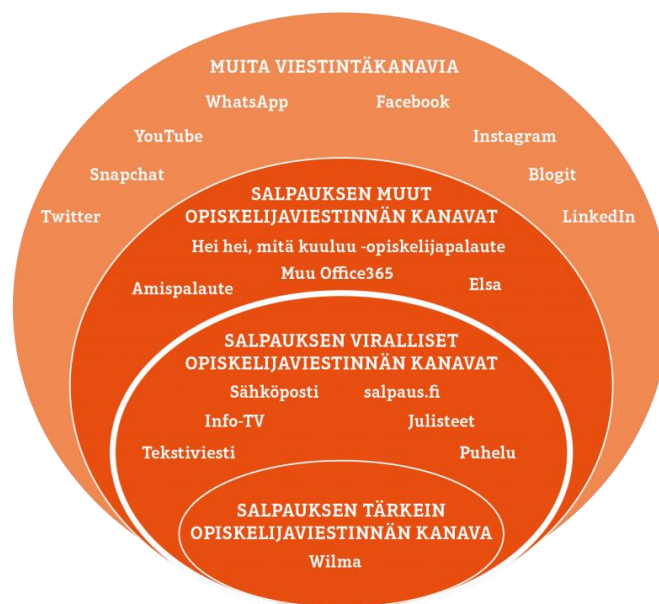 MUITA VIESTINTÄKANAVIA
WhatsApp Facebook
YouTube Instagram
Snapchat Blogit
Twitter LinkedIn
SALPAUKSEN MUUT
OPISKELIJAVIESTINNÄN KANAVAT
Hei hei, mitä kuuluu -opiskelijapalaute
Muu Office365
Amispalaute Elsa
SALPAUKSEN VIRALLISET
OPISKELIJAVIESTINNÄN KANAVAT
Sähköposti salpaus.fi
Info-TV Julisteet
Tekstiviesti Puhelu
SALPAUKSEN TÄRKEIN
OPISKELIJAVIESTINNÄN KANAVA
Wilma